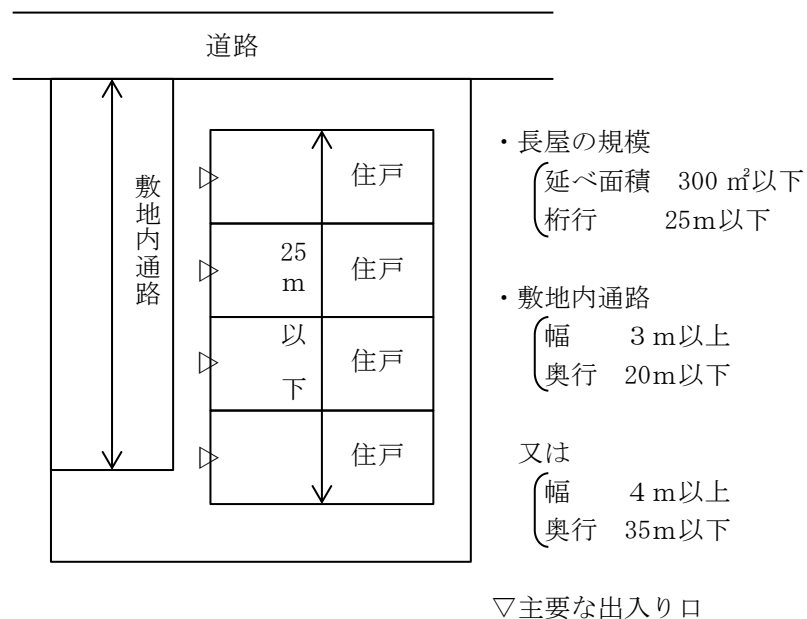 道路
敷地内通路
住戸
25
m
住戸
以
下
住戸
住戸
・長屋の規模
延べ面積　300 ㎡以下
桁行　25m以下
・敷地内通路
幅　３ｍ以上
奥行　20m以下
又は
幅　４ｍ以上
奥行　35m以下
▽主要な出入り口